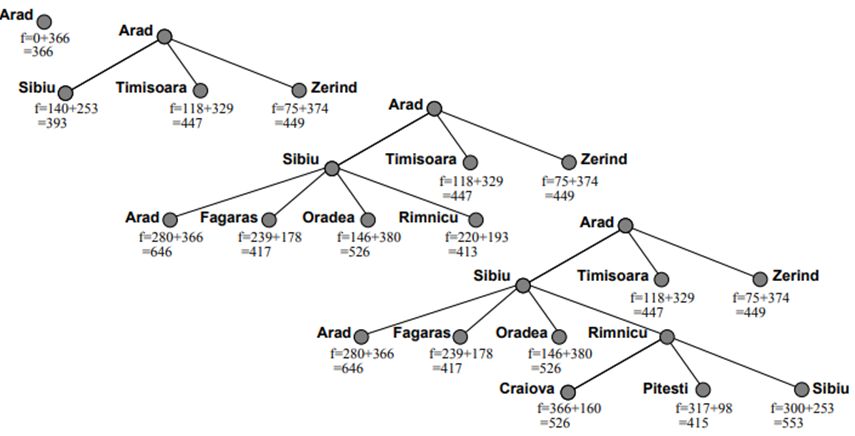 Arad
f=0+366
=366
Arad
Sibiu
f=140+253
=393
Timisoara
f=118+329
=447
Zerind
f=75+374
=449
Arad
Sibiu
Timisoara
f=118+329
=447
Zerind
f=75+374
=449
Arad
f=280+366
=646
Fagaras
f=239+178
=417
Oradea
f=146+380
=526
Rimnicu
f=220+193
=413
Arad
Sibiu
Timisoara
f=118+329
=447
Zerind
f=75+374
=449
Arad
f=280+366
=646
Fagaras
f=239+178
=417
Oradea
f=146+380
=526
Rimnicu
Craiova
f=366+160
=526
Pitesti
f=317+98
=415
Sibiu
f=300+253
=553